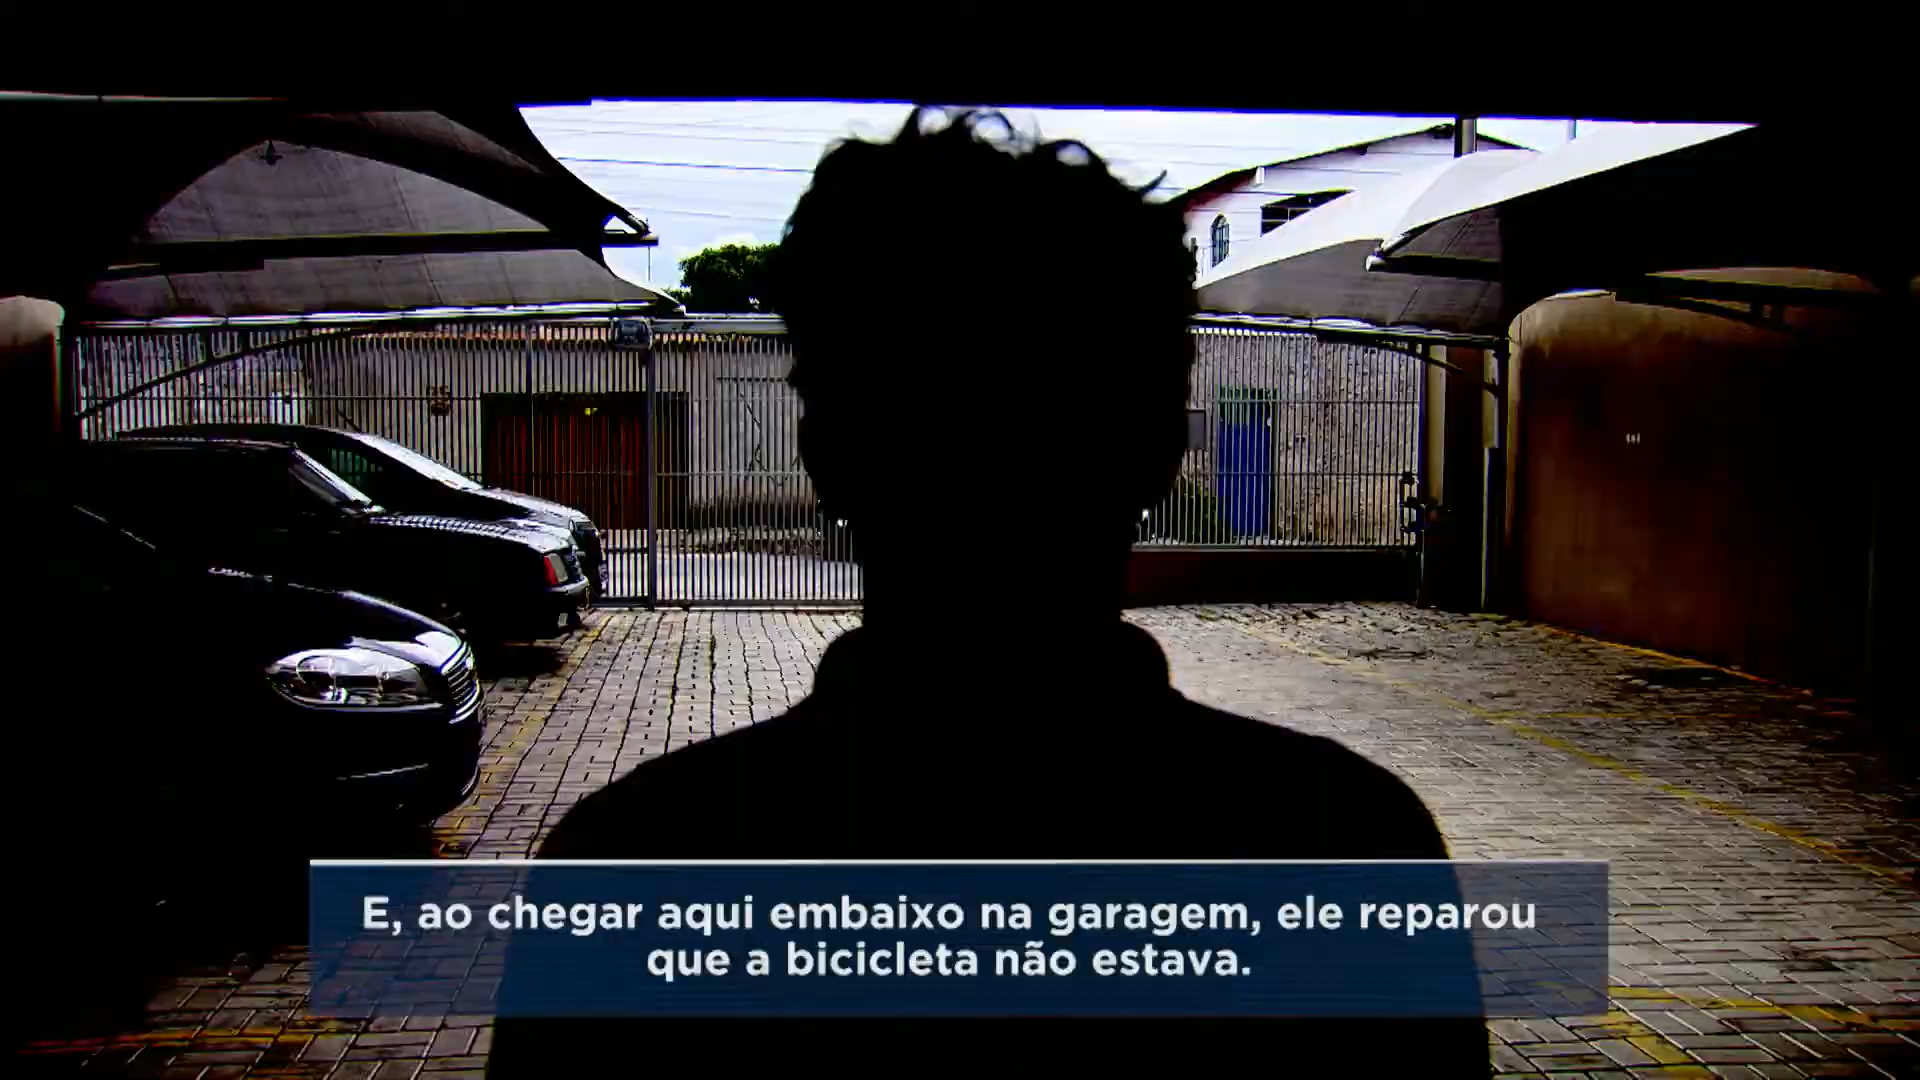 E, ao chegar aqui embaixo na garagem, ele reparou
que a bicicleta não estava.